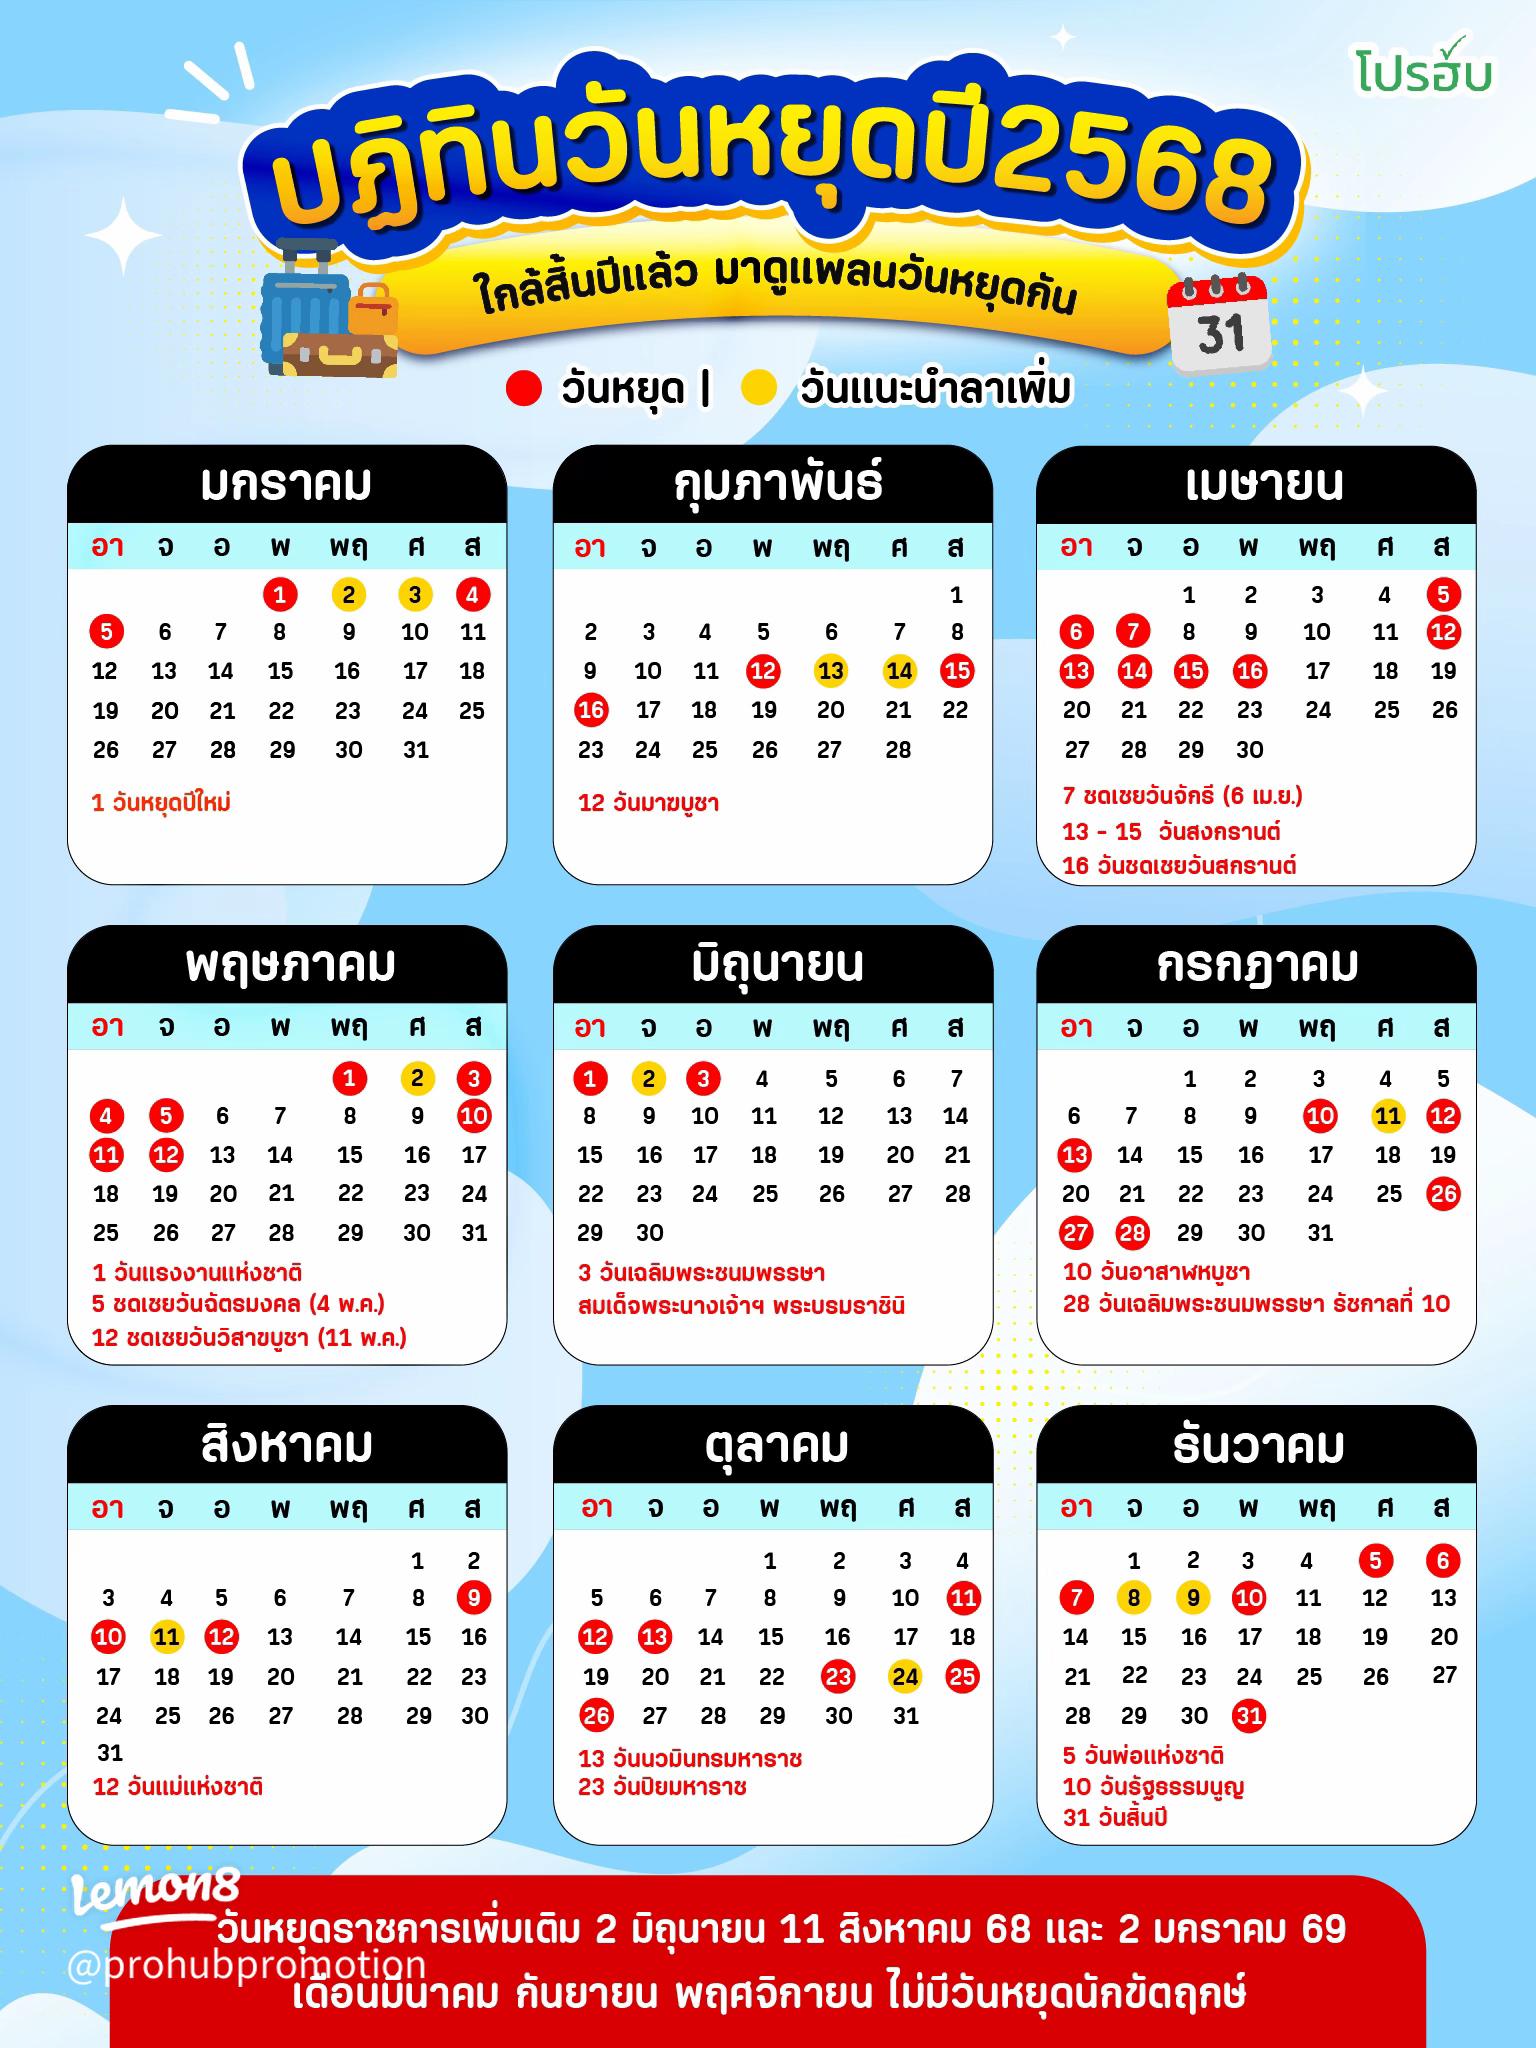 โปรฮับ
ปฎิทินวันหยุดปี2568
ใกล้สิ้นปีแล้ว มาดูแพลนวันหยุดกัน
31
วันหยุด | วันแนะนำลาเพิ่ม
มกราคม
อา จ อ พ พฤ ศ ส
1 2 3 4
5 6 7 8 9 10 11
12 13 14 15 16 17 18
19 20 21 22 23 24 25
26 27 28 29 30 31
1 วันหยุดปีใหม่
กุมภาพันธ์
อา จ อ พ พฤ ศ ส
1
2 3 4 5 6 7 8
9 10 11 12 13 14 15
16 17 18 19 20 21 22
23 24 25 26 27 28
12 วันมาฆบูชา
เมษายน
อา จ อ พ พฤ ศ ส
1 2 3 4 5
6 7 8 9 10 11 12
13 14 15 16 17 18 19
20 21 22 23 24 25 26
27 28 29 30
7 ชดเชยวันจักรี (6 เม.ย.)
13 - 15 วันสงกรานต์
16 วันชดเชยวันสกรานต์
พฤษภาคม
อา จ อ พ พฤ ศ ส
1 2 3
4 5 6 7 8 9 10
11 12 13 14 15 16 17
18 19 20 21 22 23 24
25 26 27 28 29 30 31
1 วันแรงงานแห่งชาติ
5 ชดเชยวันฉัตรมงคล (4 พ.ค.)
12 ชดเชยวันวิสาขบูชา (11 พ.ค.)
มิถุนายน
อา จ อ พ พฤ ศ ส
1 2 3 4 5 6 7
8 9 10 11 12 13 14
15 16 17 18 19 20 21
22 23 24 25 26 27 28
29 30
3 วันเฉลิมพระชนมพรรษา
สมเด็จพระนางเจ้าฯ พระบรมราชินิ
กรกฎาคม
อา จ อ พ พฤ ศ ส
1 2 3 4 5
6 7 8 9 10 11 12
13 14 15 16 17 18 19
20 21 22 23 24 25 26
27 28 29 30 31
10 วันอาสาฬหบูชา
28 วันเฉลิมพระชนมพรรษา รัชกาลที่ 10
สิงหาคม
อา จ อ พ พฤ ศ ส
1 2
3 4 5 6 7 8 9
10 11 12 13 14 15 16
17 18 19 20 21 22 23
24 25 26 27 28 29 30
31
12 วันแม่แห่งชาติ
ตุลาคม
อา จ อ พ พฤ ศ ส
1 2 3 4
5 6 7 8 9 10 11
12 13 14 15 16 17 18
19 20 21 22 23 24 25
26 27 28 29 30 31
13 วันนวมินทรมหาราช
23 วันปิยมหาราช
ธันวาคม
อา จ อ พ พฤ ศ ส
1 2 3 4 5 6
7 8 9 10 11 12 13
14 15 16 17 18 19 20
21 22 23 24 25 26 27
28 29 30 31
5 วันพ่อแห่งชาติ
10 วันรัฐธรรมนูญ
31 วันสิ้นปี
Lemon8
วันหยุดราชการเพิ่มเติม 2 มิถุนายน 11 สิงหาคม 68 และ 2 มกราคม 69
@prohubpromotion
เดือนมีนาคม กันยายน พฤศจิกายน ไม่มีวันหยุดนักขัตฤกษ์